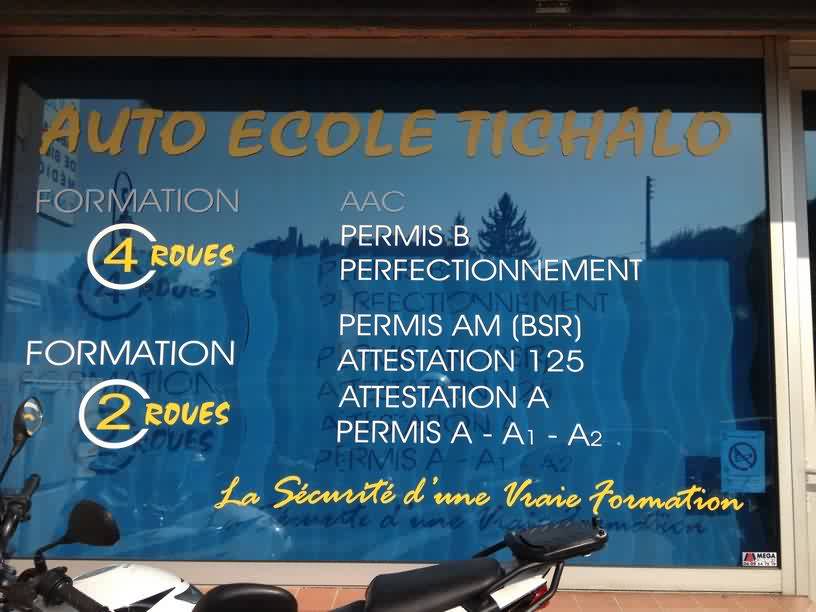 AUTO ECOLE TICHALO
FORMATION
4 ROUES
AAC
PERMIS B
PERFECTIONNEMENT
FORMATION
2 ROUES
PERMIS AM (BSR)
ATTESTATION 125
ATTESTATION A
PERMIS A - A1 - A2
La Sécurité d'une Vraie Formation
MEGA